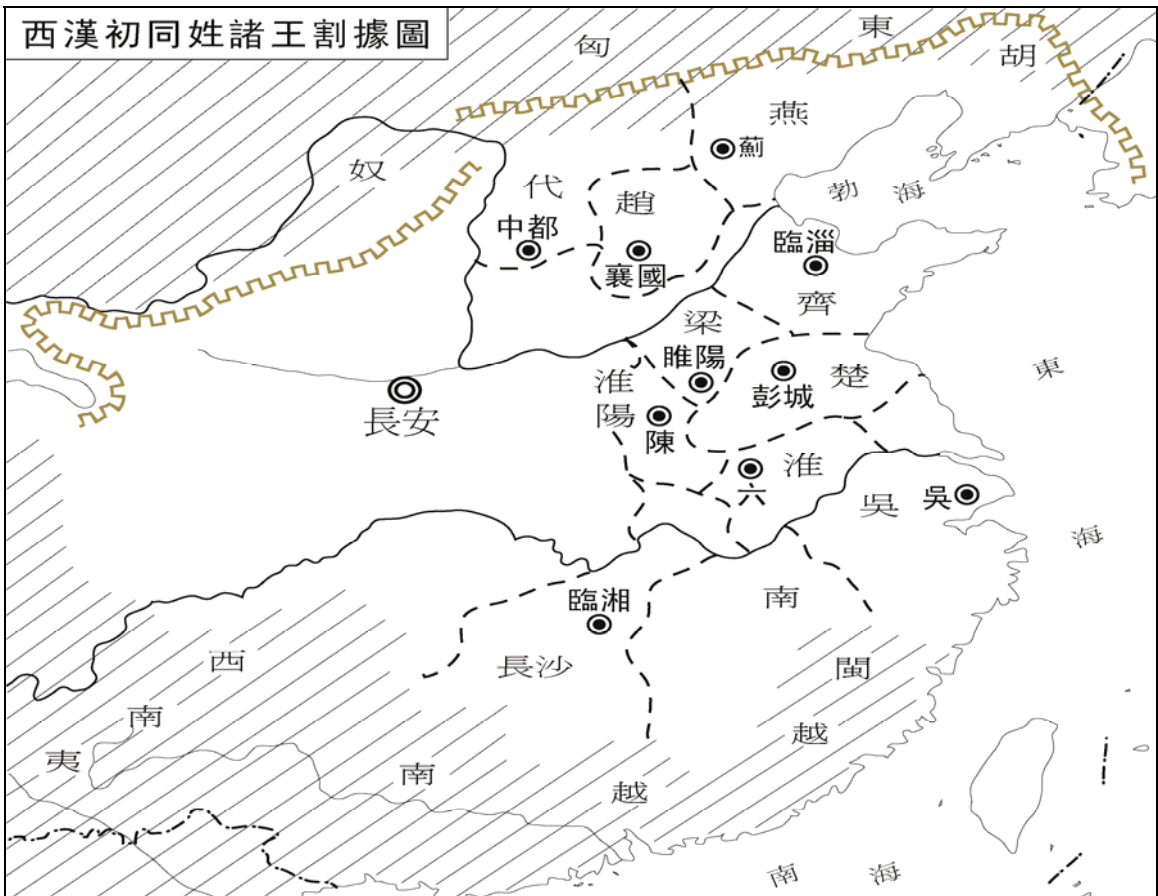 西漢初同姓諸王割據圖
匈
奴
東
胡
燕
薊
代
中都
趙
襄國
勃海
臨淄
齊
梁
睢陽
淮陽
陳
彭城
楚
長安
淮
六
吳
吳
東
海
南
臨湘
長沙
閩
越
西
南
夷
南
越
南海